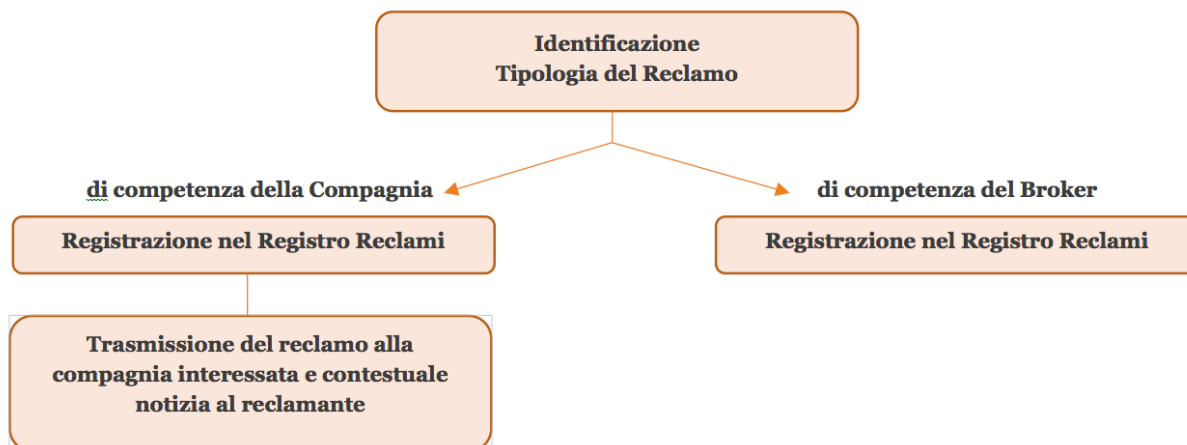 Identificazione
Tipologia del Reclamo
di competenza della Compagnia
di competenza del Broker
Registrazione nel Registro Reclami
Registrazione nel Registro Reclami
Trasmissione del reclamo alla
compagnia interessata e contestuale
notizia al reclamante